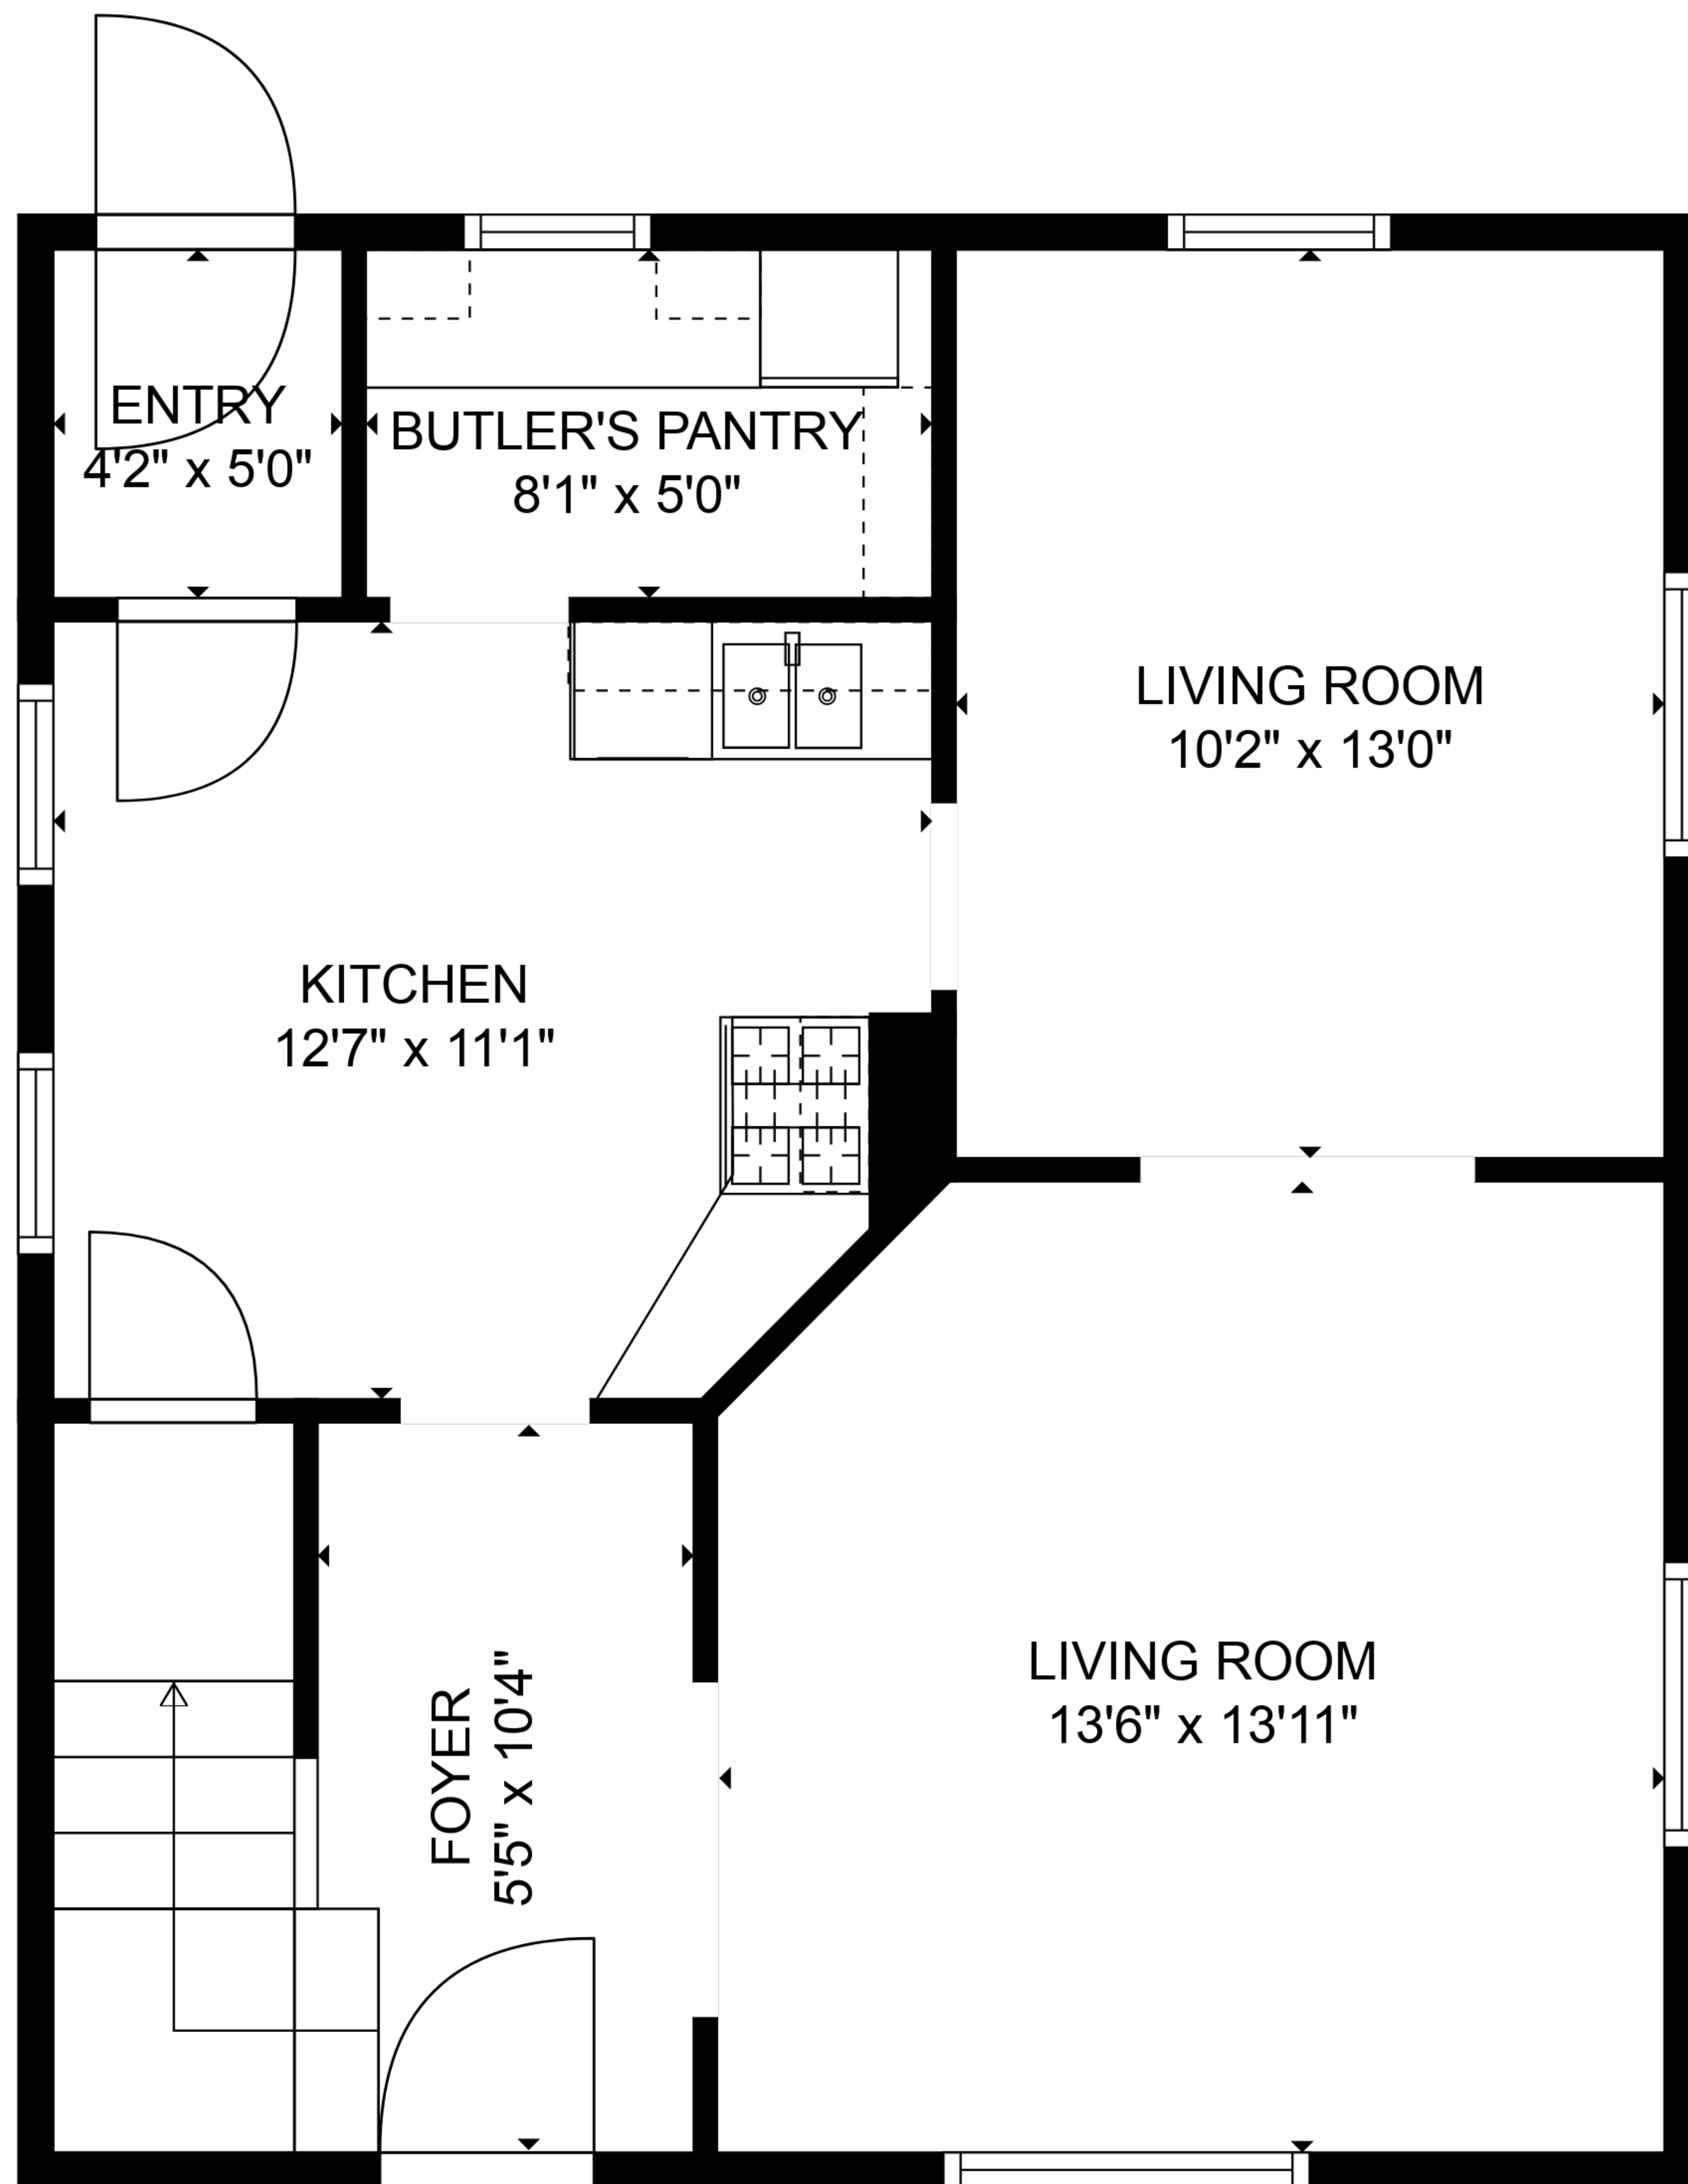 ENTRY
4'2" x 5'0"
BUTLER'S PANTRY
8'1" x 5'0"
LIVING ROOM
10'2" x 13'0"
KITCHEN
12'7" x 11'1"
FOYER
5'5" x 10'4"
LIVING ROOM
13'6" x 13'11"